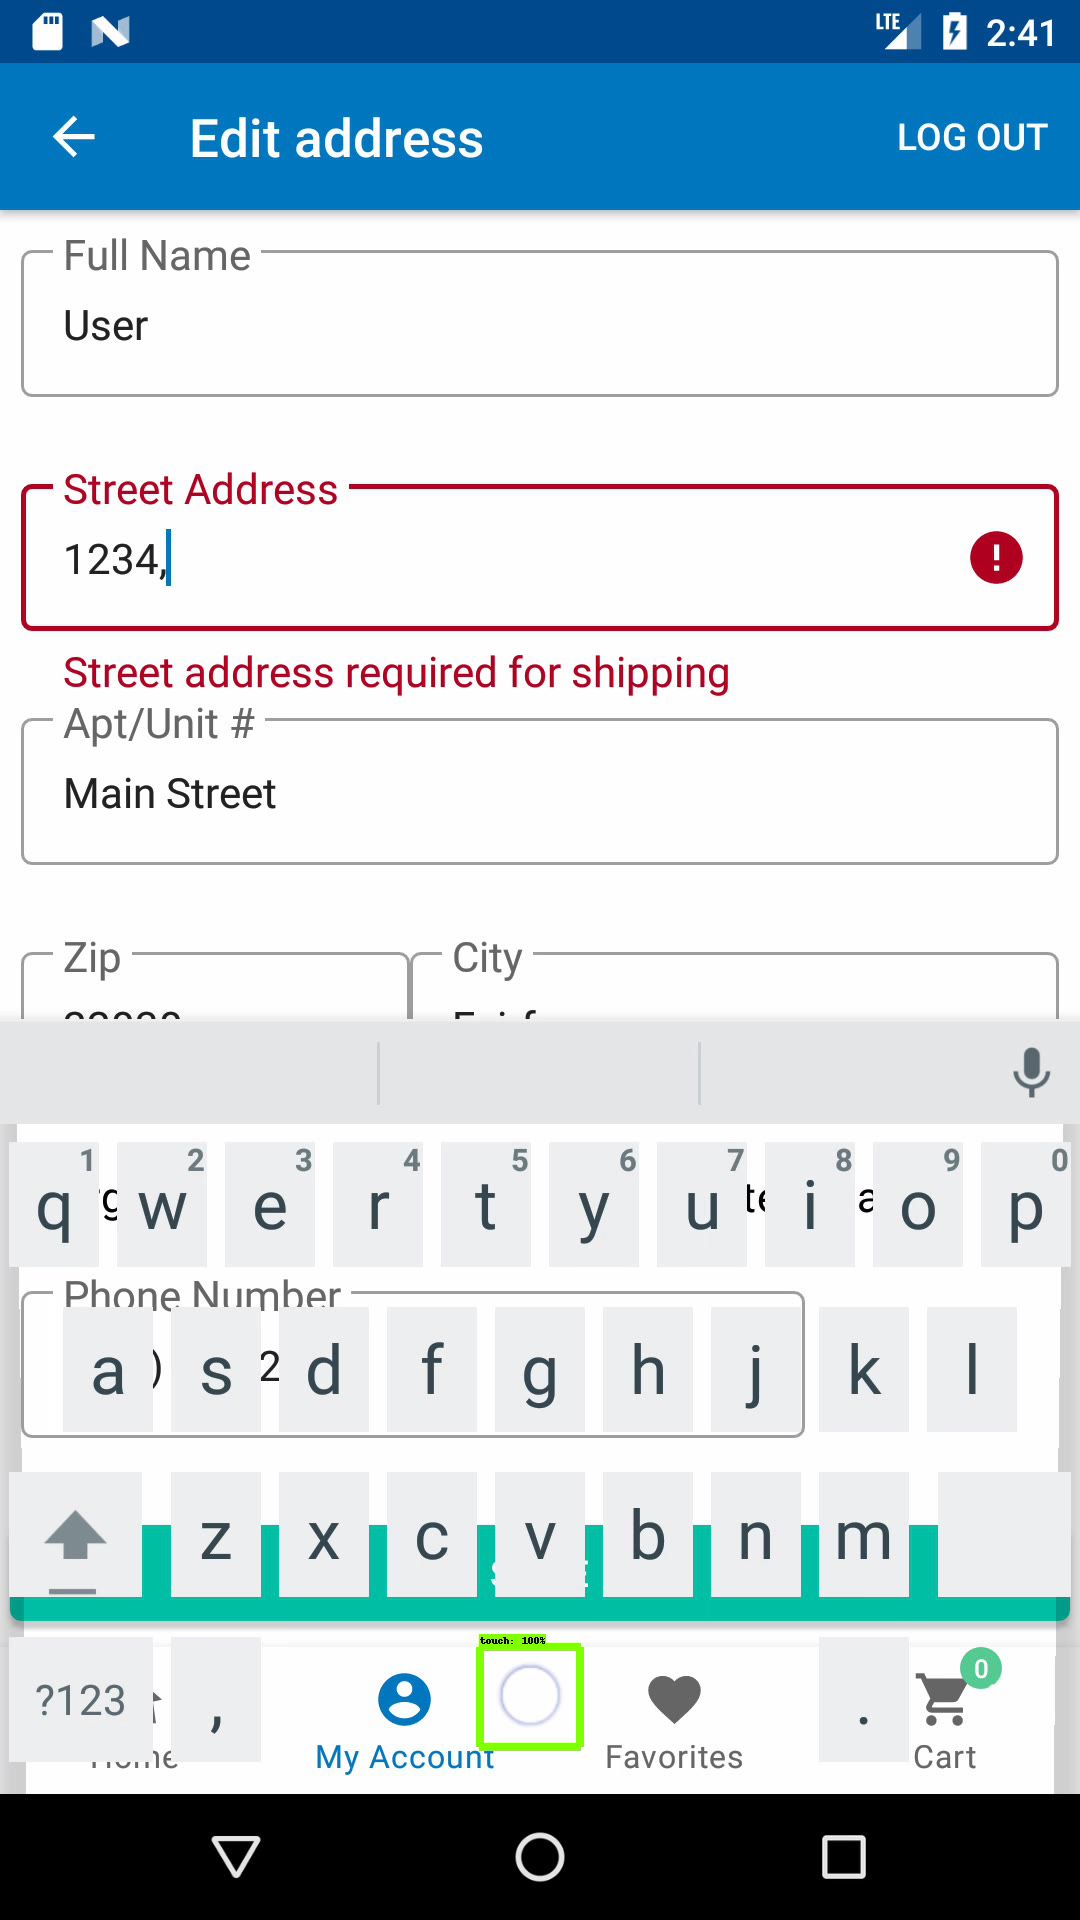 LTE 2:41
Edit address LOG OUT
Full Name
User
Street Address
1234,
!
Street address required for shipping
Apt/Unit #
Main Street
Zip City
1 2 3 4 5 6 7 8 9 0
q w e r t y u i o p
Phone Number
a s d f g h j k l
z x c v b n m
touch: 100%
?123 , . 0
Home My Account Favorites Cart